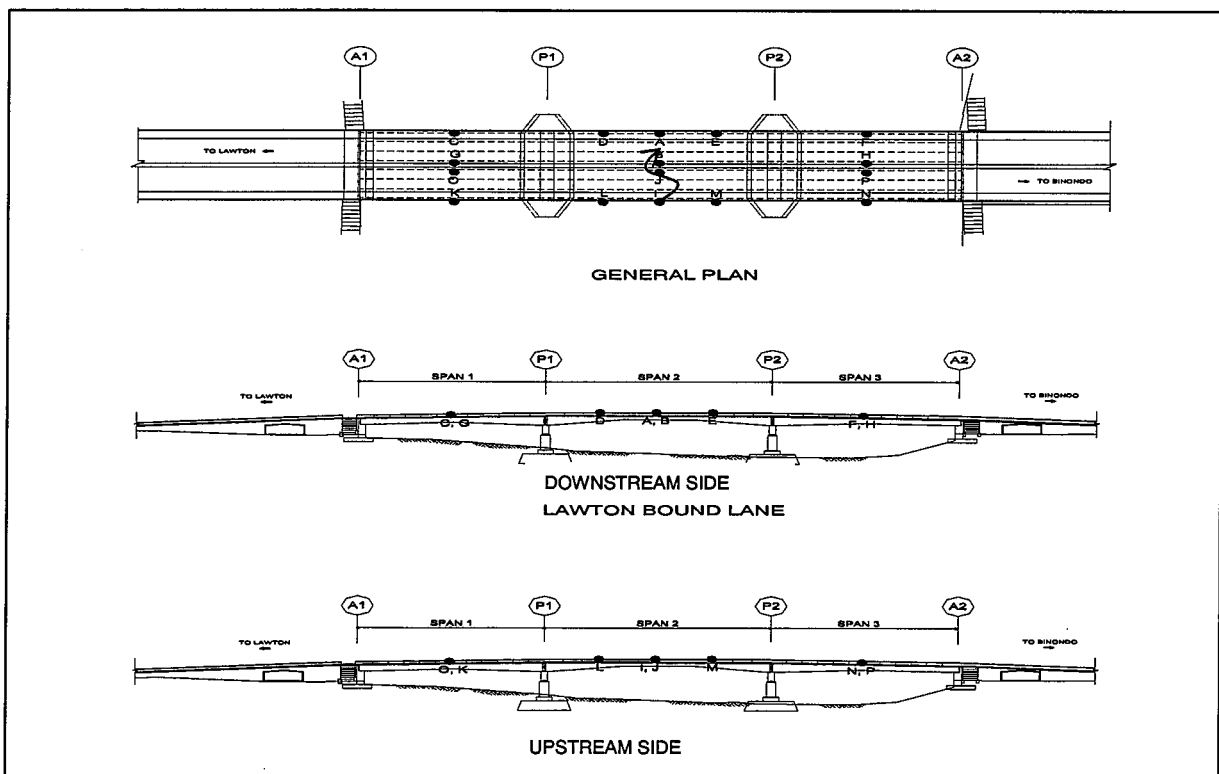 A1 P1 P2 A2
C D A E F
TO LAWTON G B H
O J P TO BINONDO
K L M N
GENERAL PLAN
A1 P1 P2 A2
SPAN 1 SPAN 2 SPAN 3
TO LAWTON TO BINONDO
C, G D A, B E F, H
DOWNSTREAM SIDE
LAWTON BOUND LANE
A1 P1 P2 A2
SPAN 1 SPAN 2 SPAN 3
TO LAWTON TO BINONDO
O, K L I, J M N, P
UPSTREAM SIDE